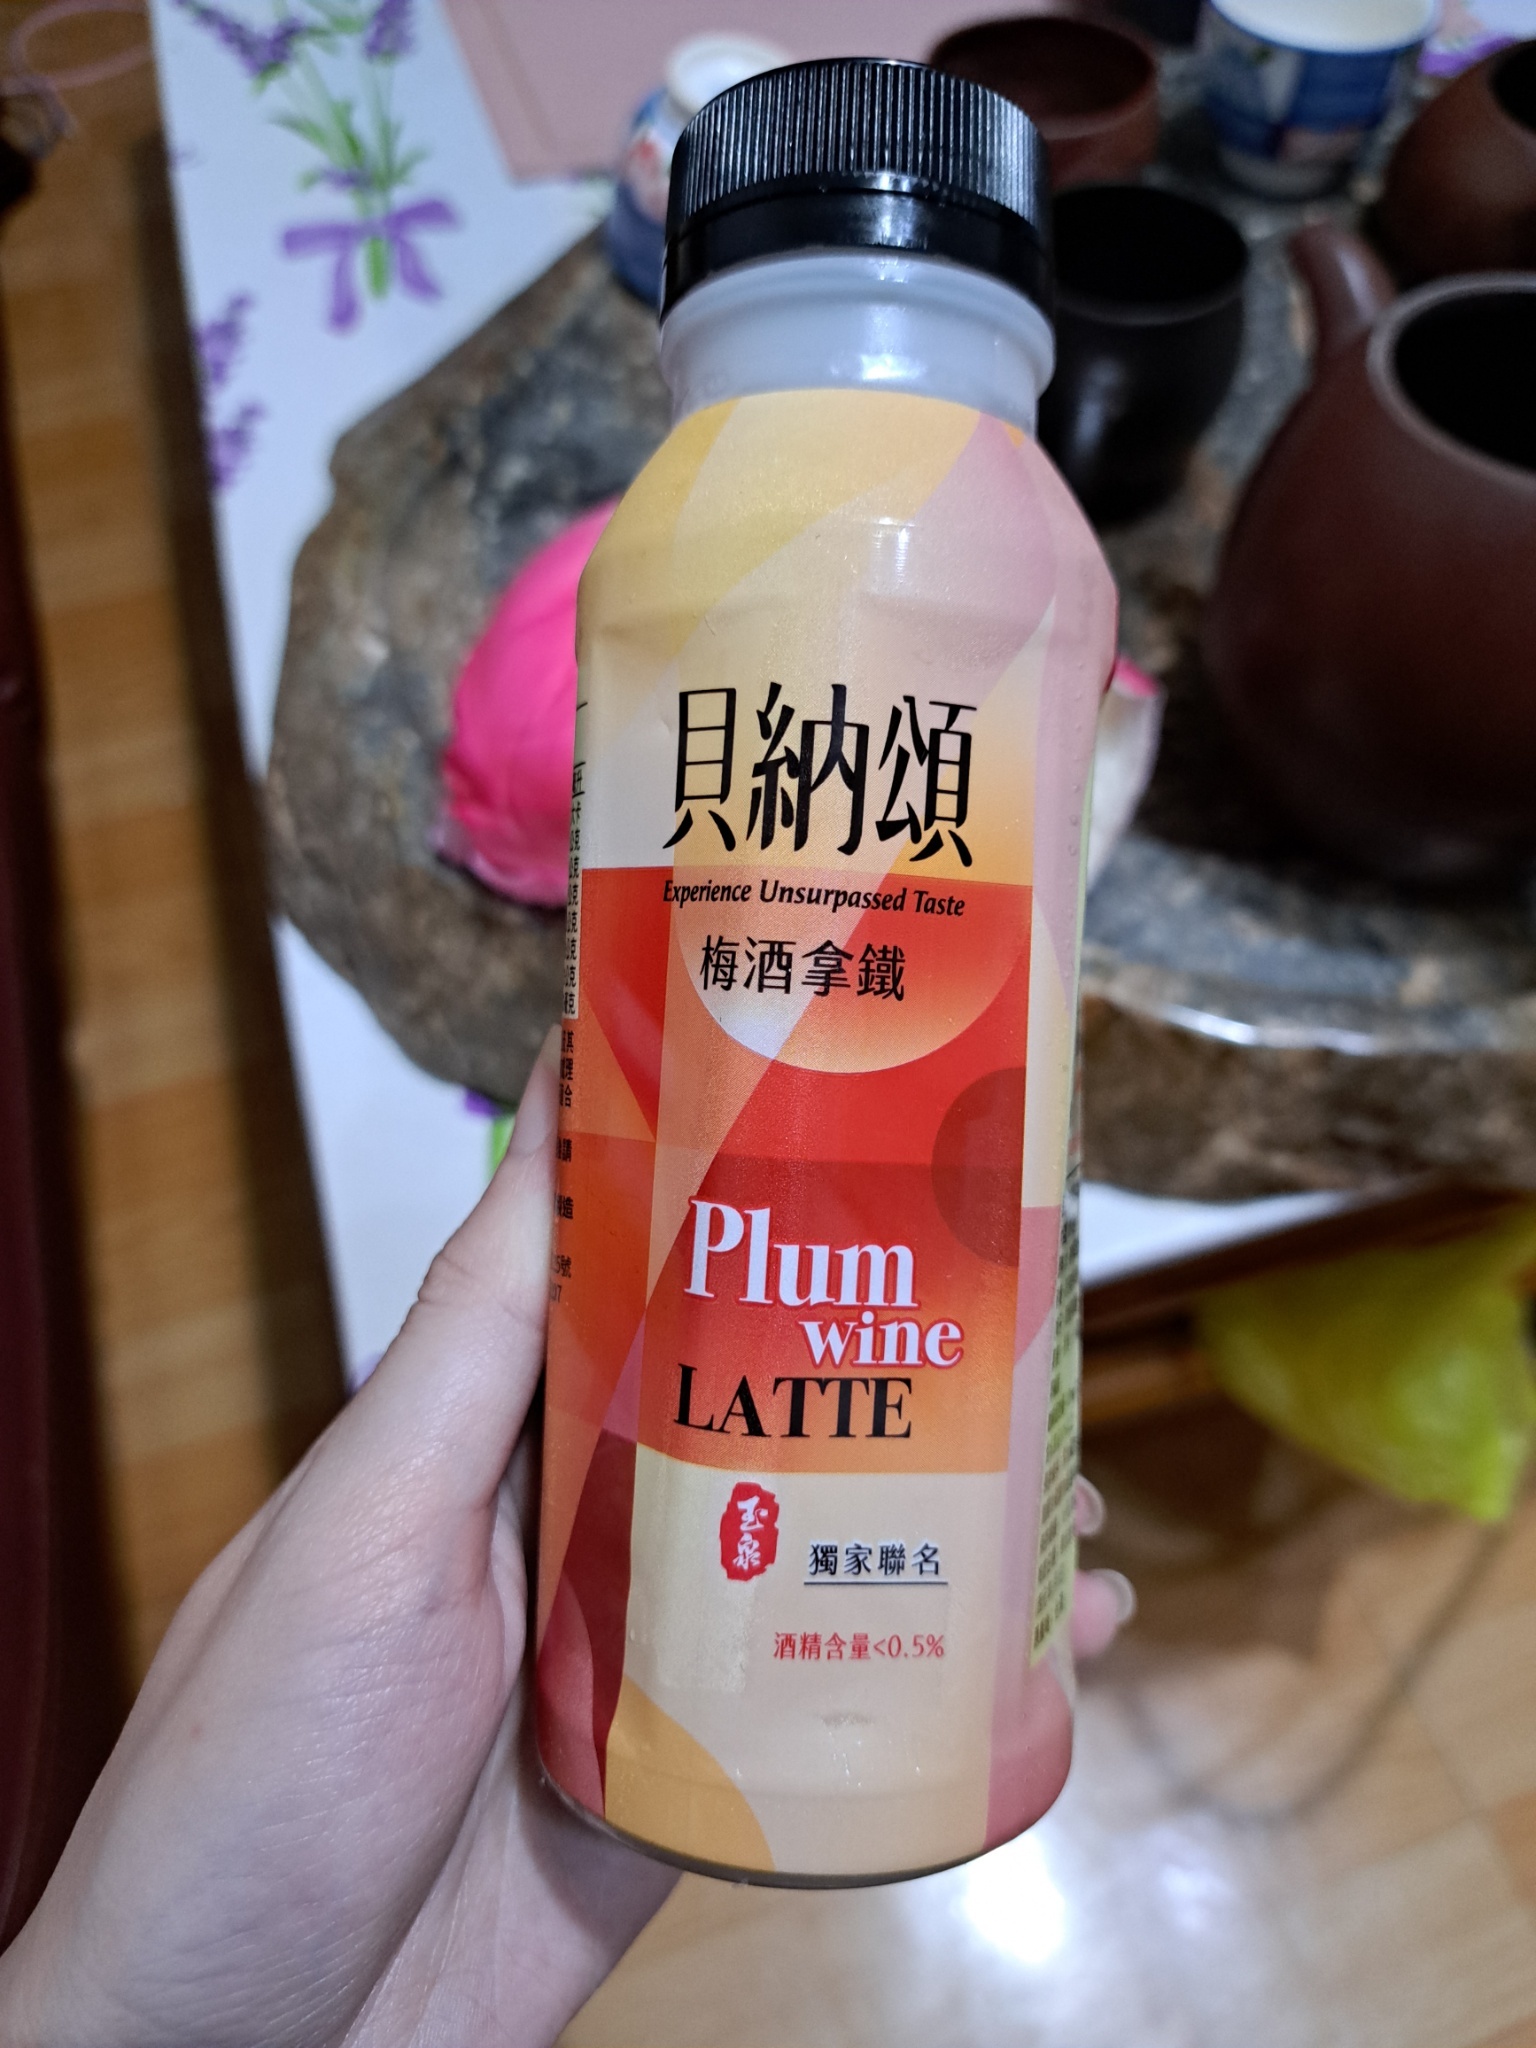 貝納頌
Experience Unsurpassed Taste
梅酒拿鐵
Plum
wine
LATTE
玉泉
獨家聯名
酒精含量<0.5%